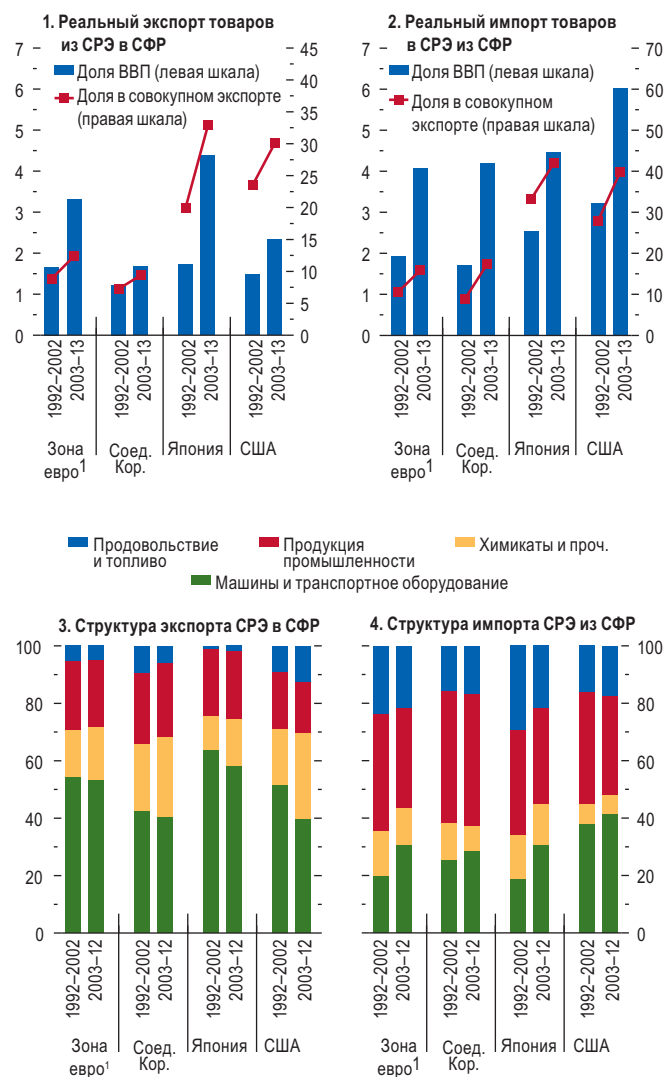 1. Реальный экспорт товаров
из СРЭ в СФР
7
6
5
4
3
2
1
0
45
40
35
30
25
20
15
10
5
0
Доля ВВП (левая шкала)
Доля в совокупном экспорте
(правая шкала)
1992–2002
2003–13
1992–2002
2003–13
1992–2002
2003–13
1992–2002
2003–13
Зона
евро1
Соед.
Кор.
Япония
США
2. Реальный импорт товаров
в СРЭ из СФР
7
6
5
4
3
2
1
0
70
60
50
40
30
20
10
0
Доля ВВП (левая шкала)
Доля в совокупном
экспорте (правая шкала)
1992–2002
2003–13
1992–2002
2003–13
1992–2002
2003–13
1992–2002
2003–13
Зона
евро1
Соед.
Кор.
Япония
США
Продовольствие
и топливо
Продукция
промышленности
Химикаты и проч.
Машины и транспортное оборудование
3. Структура экспорта СРЭ в СФР
100
80
60
40
20
0
1992–2002
2003–12
1992–2002
2003–12
1992–2002
2003–12
1992–2002
2003–12
Зона
евро1
Соед.
Кор.
Япония
США
4. Структура импорта СРЭ из СФР
100
80
60
40
20
0
1992–2002
2003–12
1992–2002
2003–12
1992–2002
2003–12
1992–2002
2003–12
Зона
евро1
Соед.
Кор.
Япония
США